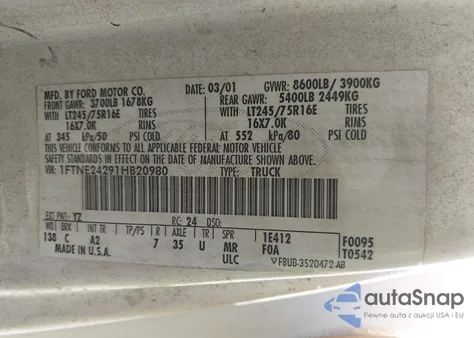 MFD. BY FORD MOTOR CO.
DATE: 03/01 GVWR: 8600LB/ 3900KG
FRONT GAWR: 3700LB 1678KG REAR GAWR: 5400LB 2449KG
WITH LT245/75R16E TIRES WITH LT245/75R16E TIRES
16X7.0K RIMS 16X7.0K RIMS
AT 345 kPa/50 PSI COLD AT 552 kPa/80 PSI COLD
THIS VEHICLE CONFORMS TO ALL APPLICABLE FEDERAL MOTOR
VEHICLE SAFETY STANDARDS IN EFFECT ON THE DATE OF
MANUFACTURE SHOWN ABOVE.
VIN: 1FTNE24291HB20980
TYPE: TRUCK
EXT PNT: YZ RC: 24 DSO:
WB BRK INT TR TP/PS R AXLE TR SPR
138 C A2 7 35 U MR 1E412 F0095
ULC F0A T0542
MADE IN U.S.A.
F8UB-3520472-AB
autaSnap
Pewne auta z aukcji USA i EU